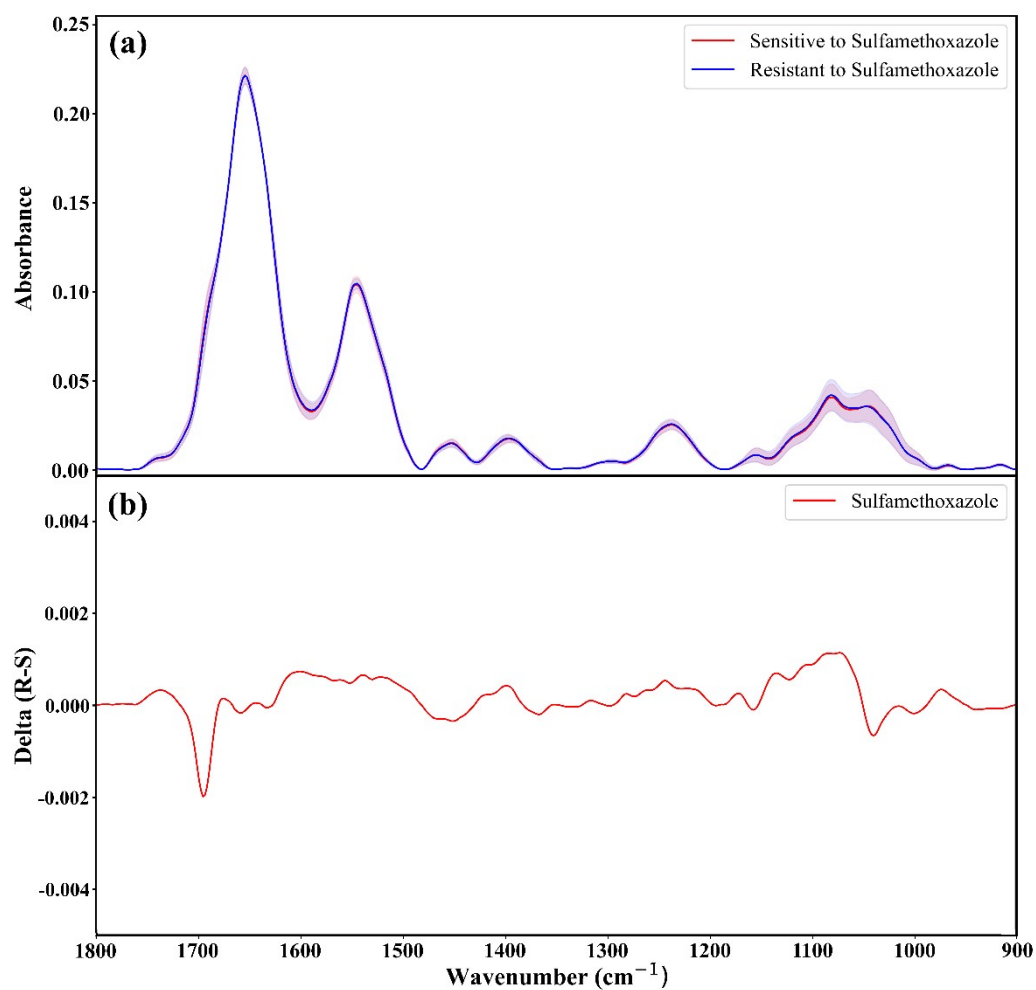 (a)
Sensitive to Sulfamethoxazole
Resistant to Sulfamethoxazole
Absorbance
0.25
0.20
0.15
0.10
0.05
0.00
(b)
Sulfamethoxazole
Delta (R-S)
0.004
0.002
0.000
-0.002
-0.004
1800 1700 1600 1500 1400 1300 1200 1100 1000 900
Wavenumber (cm⁻¹)